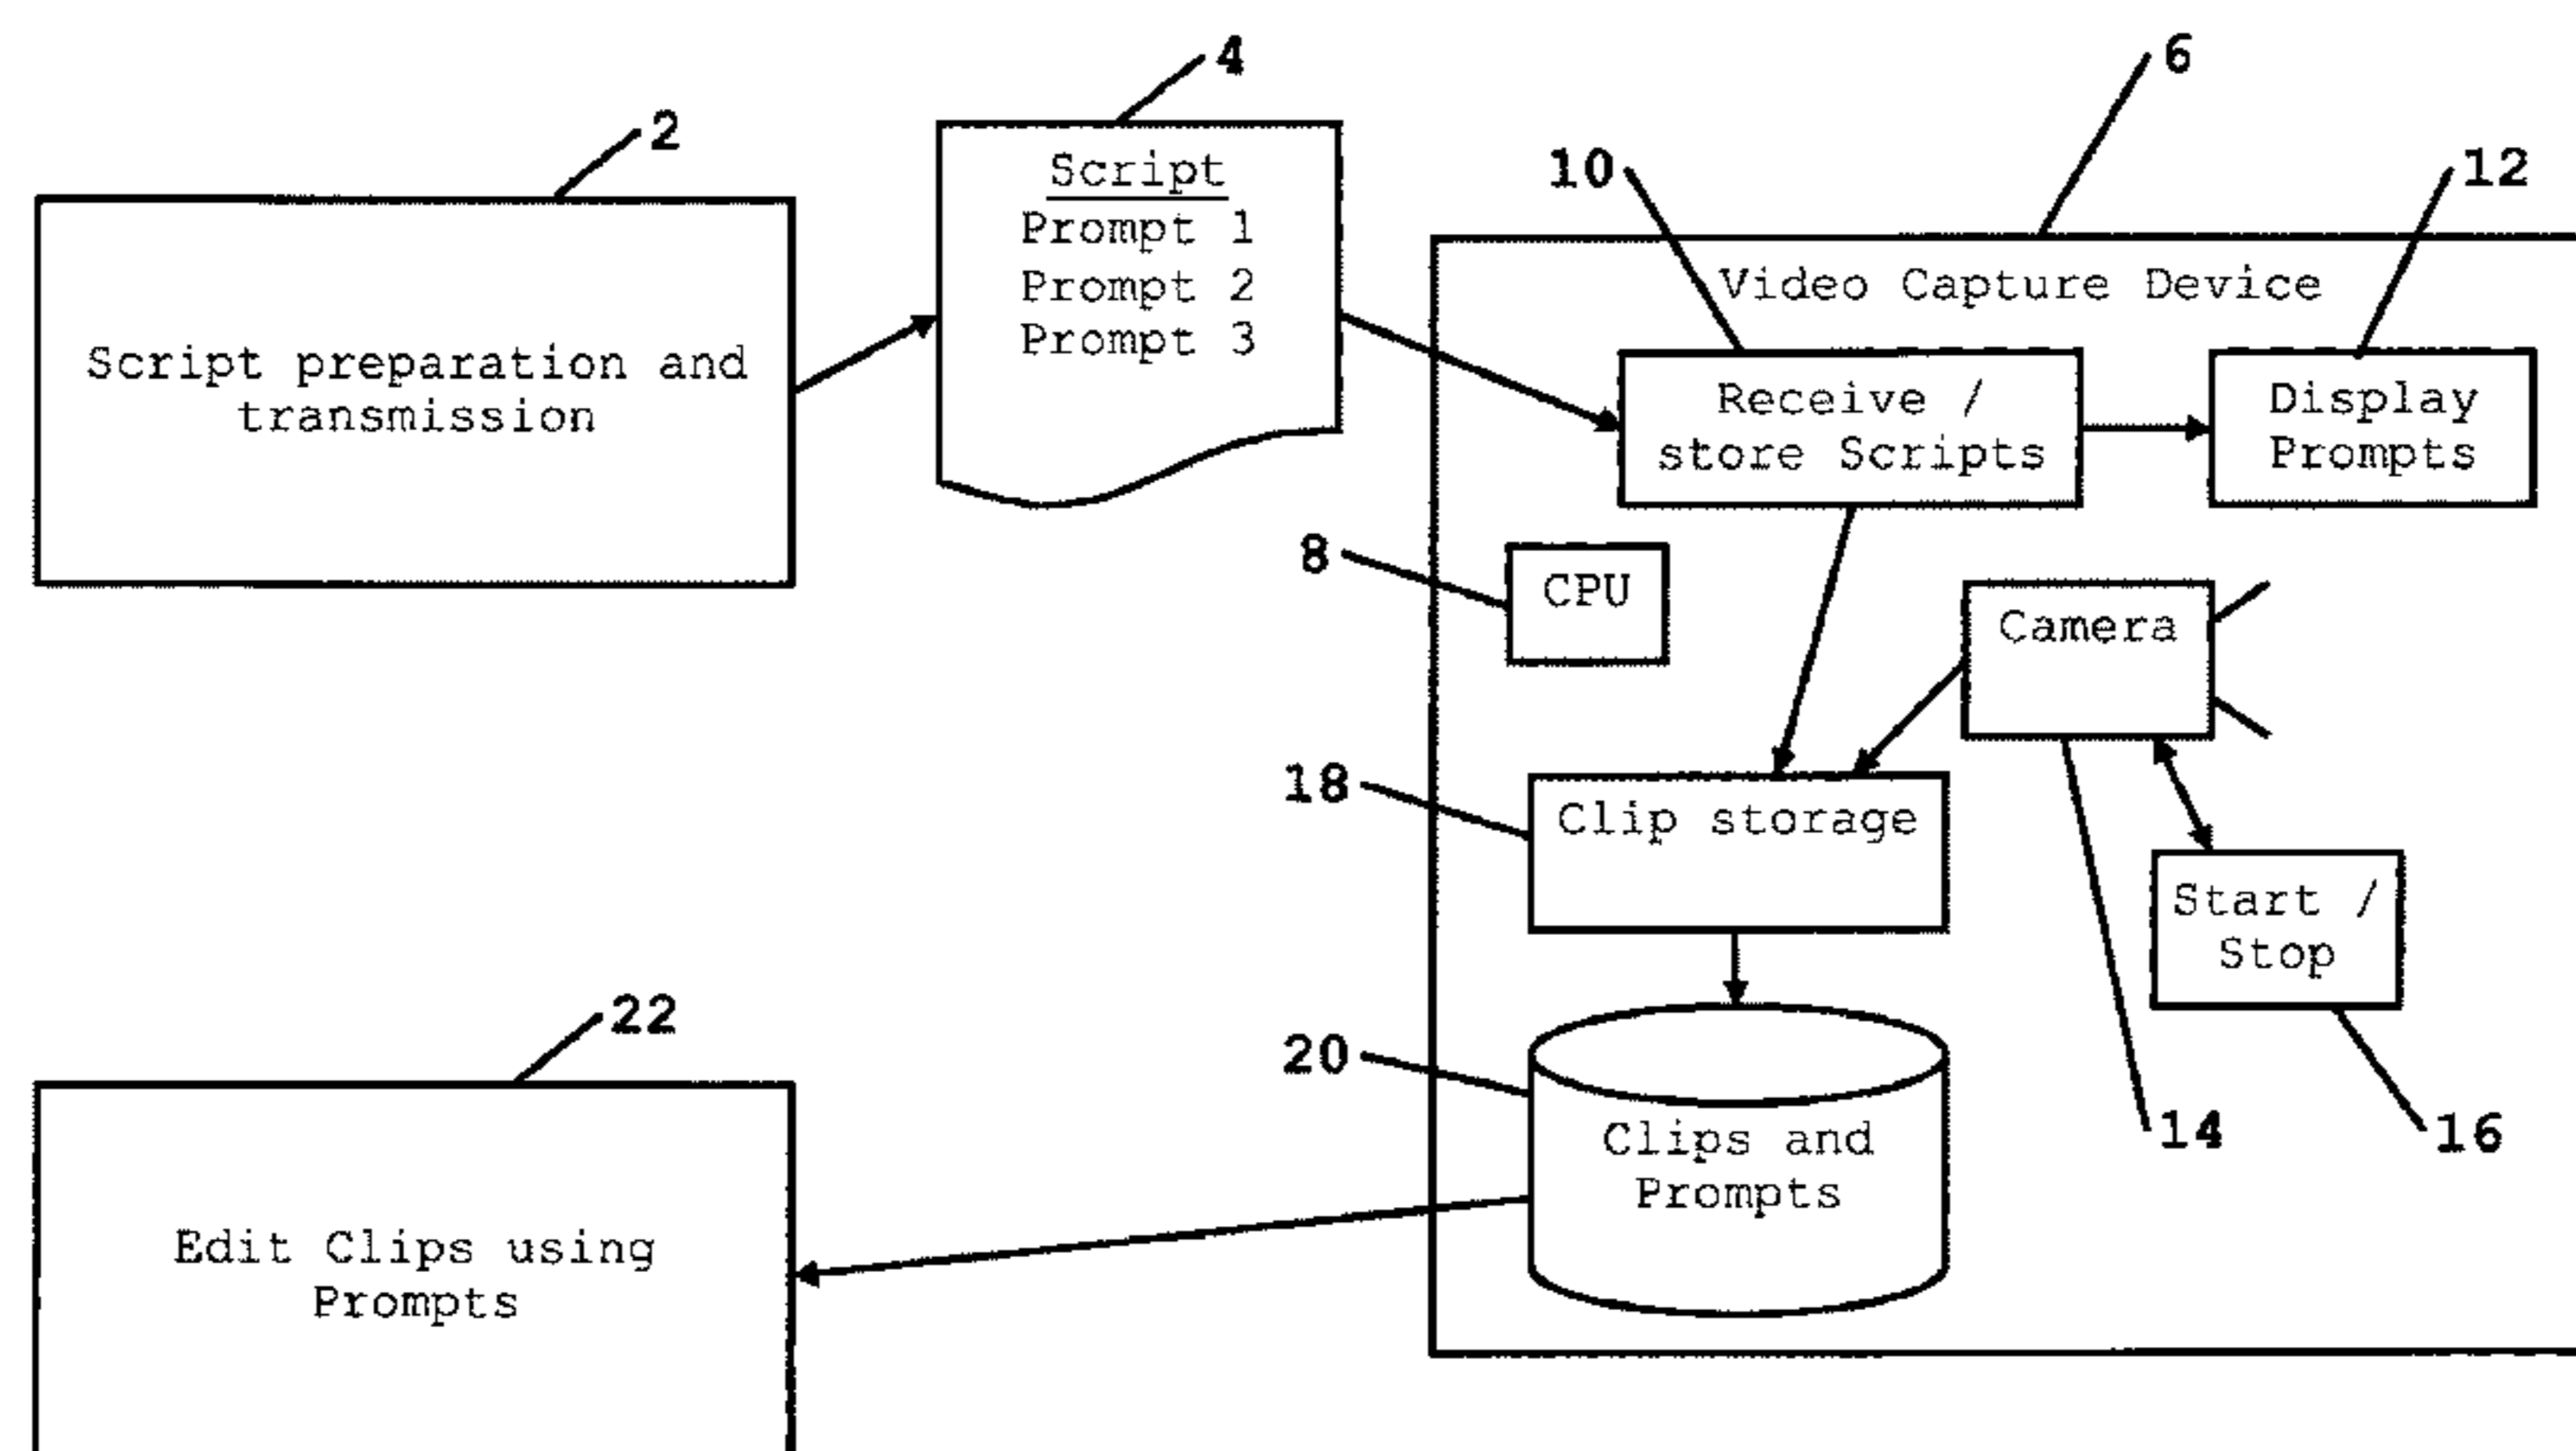 4
6
2
Script
10
12
Prompt 1
Prompt 2
Prompt 3
Video Capture Device
Script preparation and
transmission
Receive /
store Scripts
Display
Prompts
8
CPU
Camera
18
Clip storage
Start /
Stop
22
20
Clips and
Prompts
14
16
Edit Clips using
Prompts